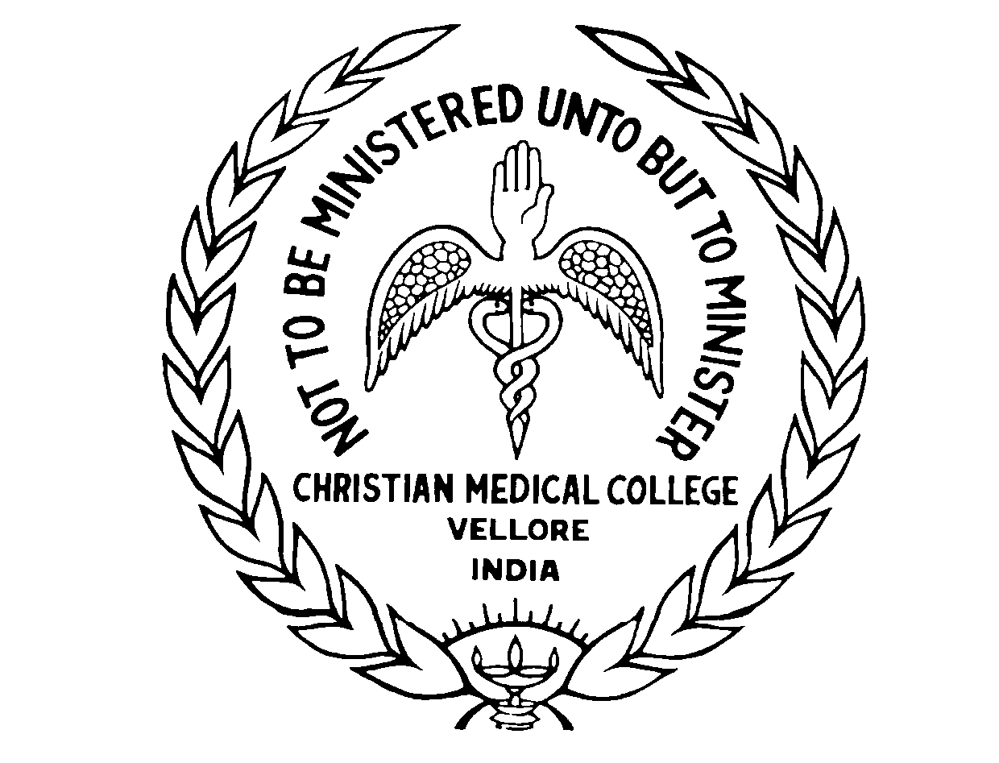 NOT TO BE MINISTERED UNTO BUT TO MINISTER
CHRISTIAN MEDICAL COLLEGE
VELLORE
INDIA